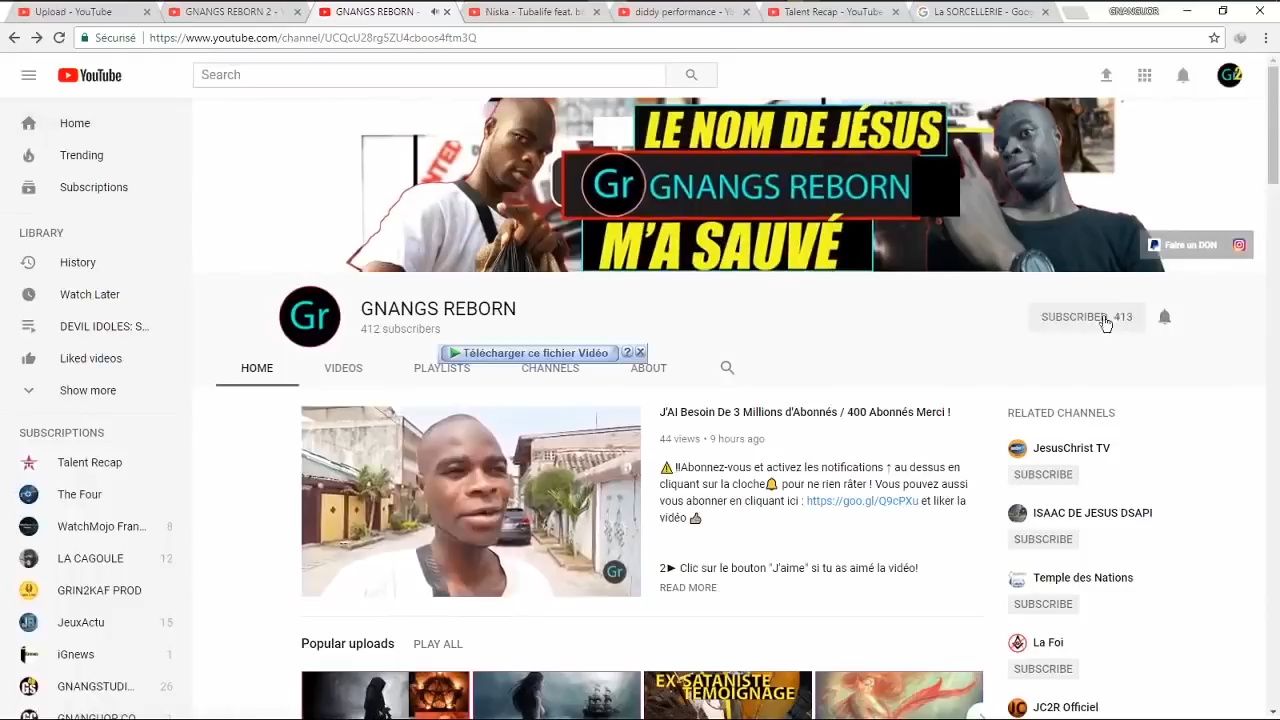 Upload - YouTube
GNANGS REBORN 2 - Y
GNANGS REBORN -
Niska - Tubalife feat. b
diddy performance - Yo
Talent Recap - YouTube
La SORCELLERIE - Goo
GNANGUOR
Sécurisé
https://www.youtube.com/channel/UCQcU28rgSZU4cboos4ftm3Q
YouTube
Search
Gr2
Home
Trending
Subscriptions
LIBRARY
History
Watch Later
DEVIL IDOLES: S...
Liked videos
Show more
SUBSCRIPTIONS
Talent Recap
The Four
WatchMojo Fran... 8
LA CAGOULE 12
GRIN2KAF PROD
JeuxActu 15
iGnews 1
GNANGSTUDI... 26
GNANGUOR CO
LE NOM DE JÉSUS
Gr GNANGS REBORN
M'A SAUVÉ
Faire un DON
Gr
GNANGS REBORN
412 subscribers
SUBSCRIBED 413
Télécharger ce fichier Vidéo ?
HOME VIDEOS PLAYLISTS CHANNELS ABOUT
Gr
J'AI Besoin De 3 Millions d'Abonnés / 400 Abonnés Merci !
44 views • 9 hours ago
⚠‼Abonnez-vous et activez les notifications ↑ au dessus en
cliquant sur la cloche🔔 pour ne rien râter ! Vous pouvez aussi
vous abonner en cliquant ici : https://goo.gl/Q9cPXu et liker la
vidéo 👍
2► Clic sur le bouton "J'aime" si tu as aimé la vidéo!
READ MORE
Popular uploads PLAY ALL
EX-SATANISTE
TÉMOIGNAGE
RELATED CHANNELS
JesusChrist TV
SUBSCRIBE
ISAAC DE JESUS DSAPI
SUBSCRIBE
Temple des Nations
SUBSCRIBE
La Foi
SUBSCRIBE
JC2R Officiel